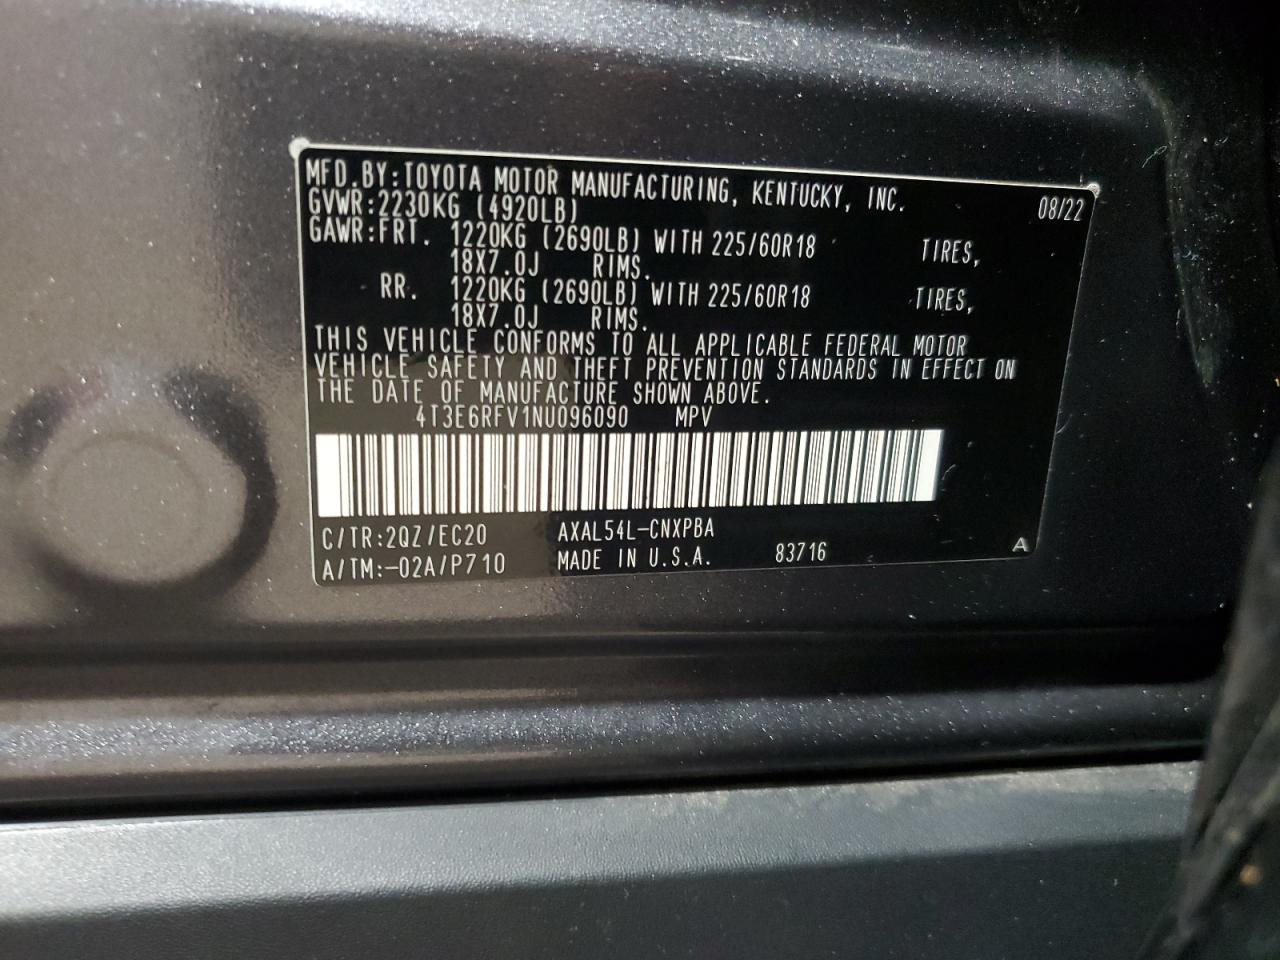 MFD. BY: TOYOTA MOTOR MANUFACTURING, KENTUCKY, INC. 08/22
GVWR: 2230KG (4920LB)
GAWR: FRT. 1220KG (2690LB) WITH 225/60R18 TIRES,
18X7.0J RIMS.
RR. 1220KG (2690LB) WITH 225/60R18 TIRES,
18X7.0J RIMS.
THIS VEHICLE CONFORMS TO ALL APPLICABLE FEDERAL MOTOR
VEHICLE SAFETY AND THEFT PREVENTION STANDARDS IN EFFECT ON
THE DATE OF MANUFACTURE SHOWN ABOVE.
4T3E6RFV1NU096090 MPV
C/TR: 2QZ/EC20 AXAL54L-CNXPBA
A/TM: -02A/P710 MADE IN U.S.A. 83716 A